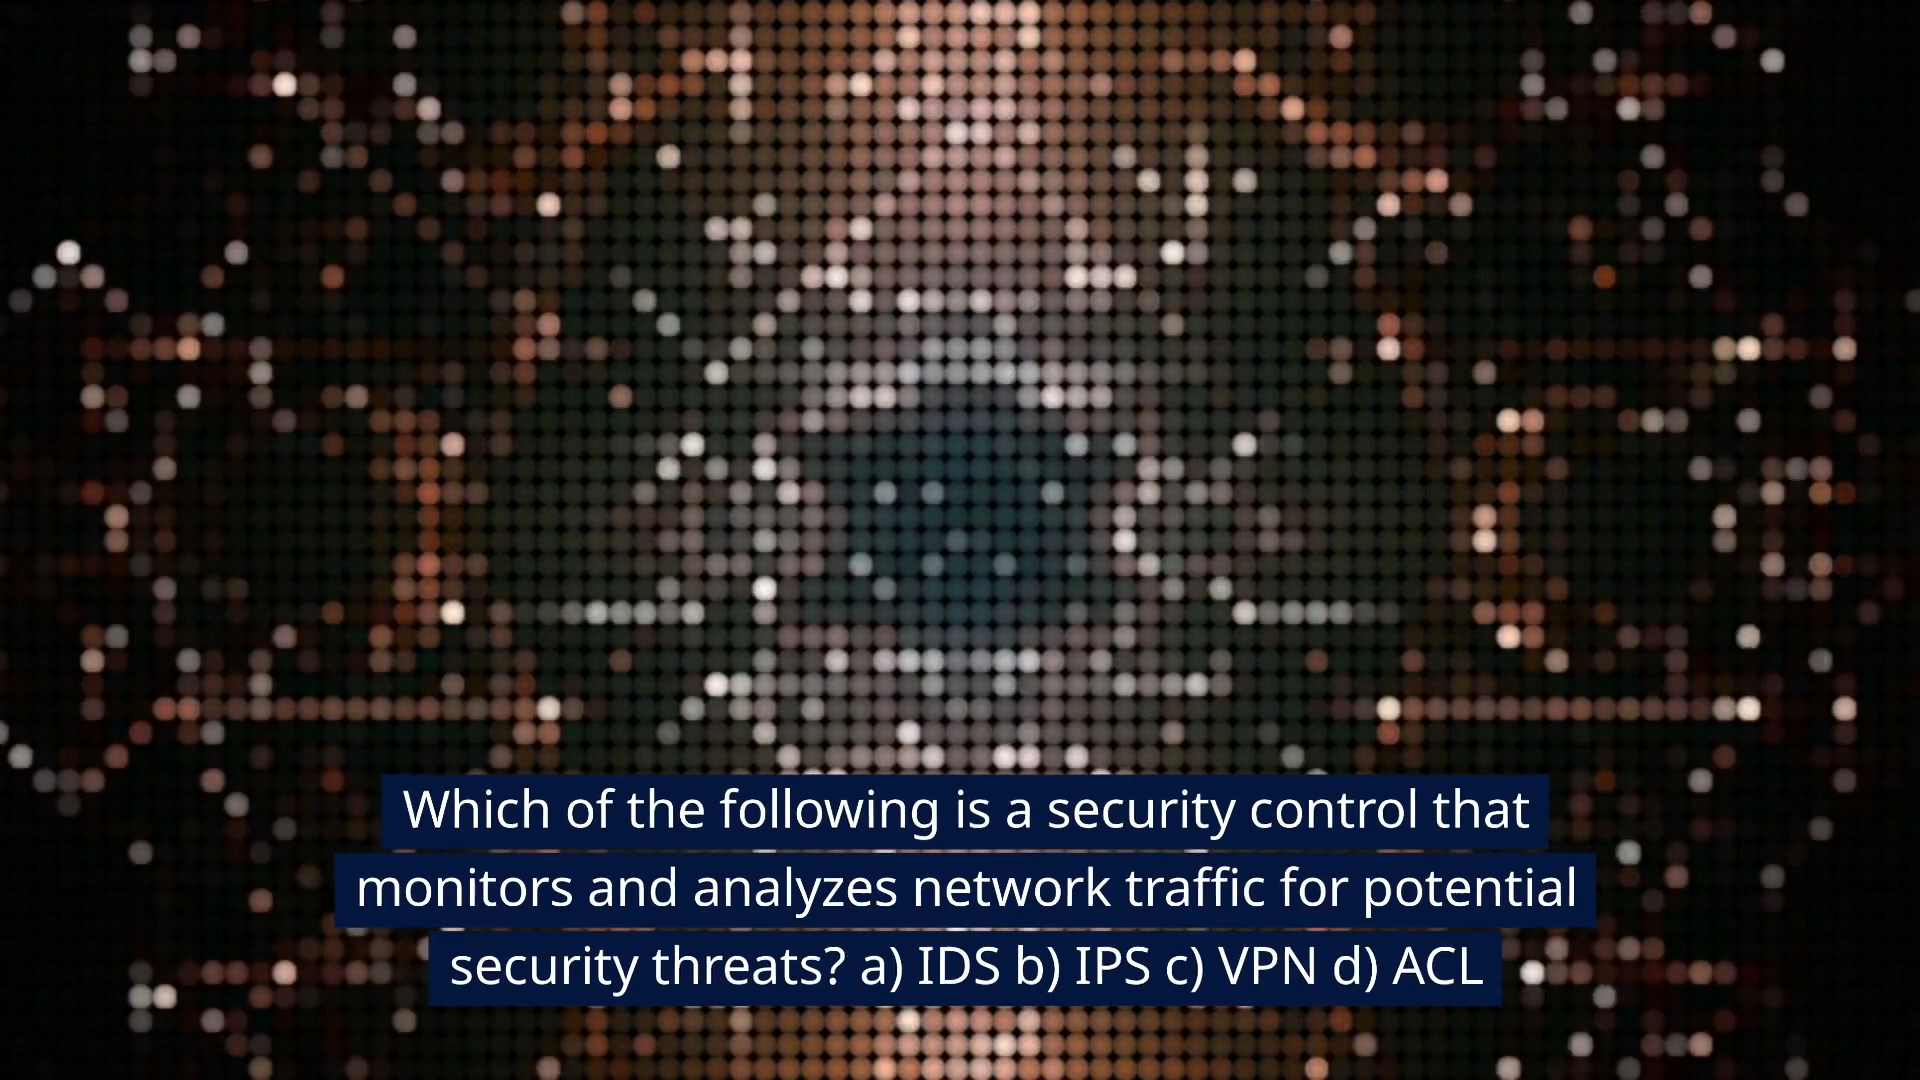 Which of the following is a security control that
monitors and analyzes network traffic for potential
security threats? a) IDS b) IPS c) VPN d) ACL